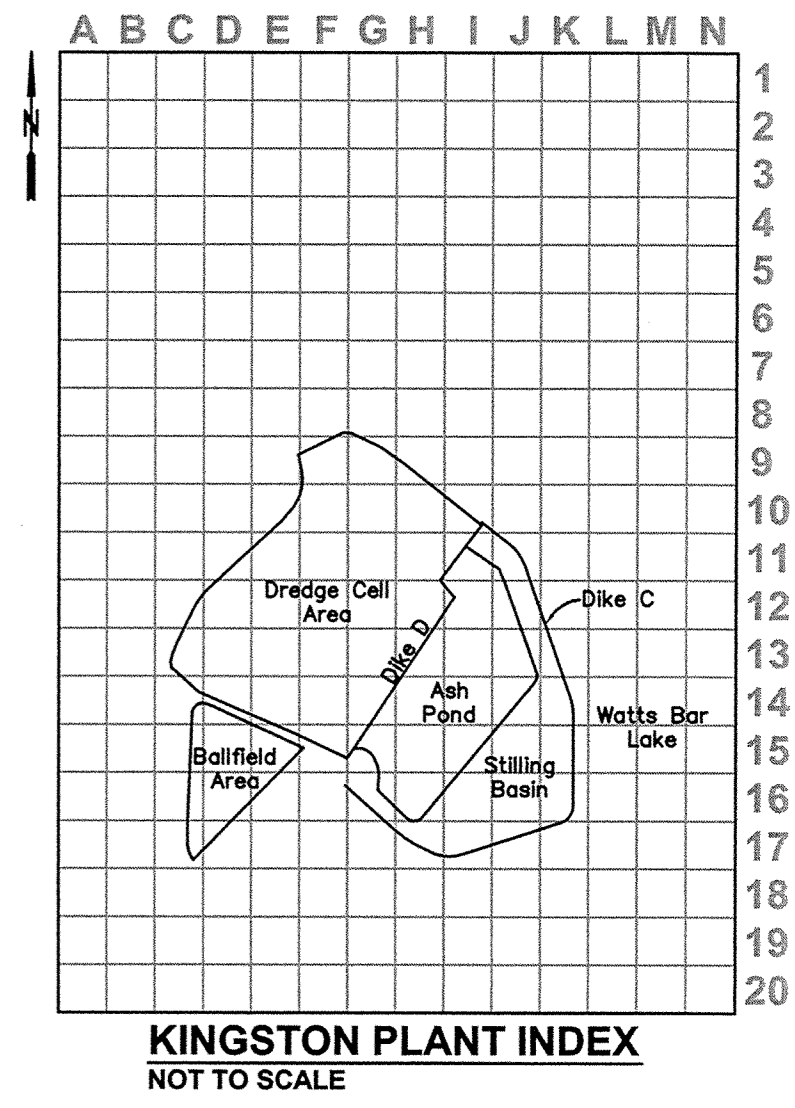 A B C D E F G H I J K L M N
N
1
2
3
4
5
6
7
8
9
10
11
12
13
14
15
16
17
18
19
20
Dredge Cell
Area
Dike C
Dike D
Ash
Pond
Watts Bar
Lake
Ballfield
Area
Stilling
Basin
KINGSTON PLANT INDEX
NOT TO SCALE